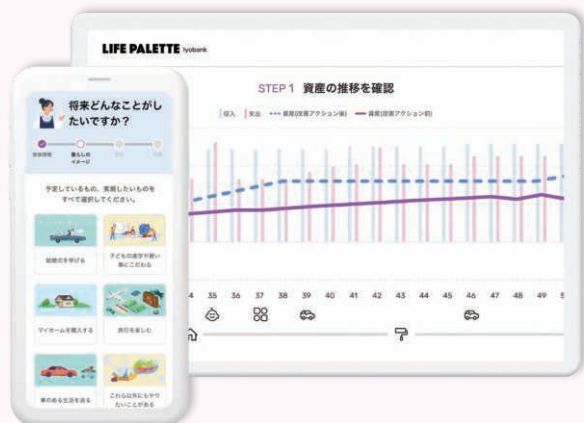 LIFE PALETTE Iyobank
STEP 1 資産の推移を確認
収入 支出 資産(改善アクション後) 資産(改善アクション前)
35 36 37 38 39 40 41 42 43 44 45 46 47 48 49
将来どんなことがし
たいですか？
暮らしの
イメージ
予定しているもの、実現したいものを
すべて選択してください。
結婚式を挙げる
子どもの進学や習い
事にこだわる
マイホームを購入する
旅行を楽しむ
車のある生活を送る
これら以外にもやり
たいことがある